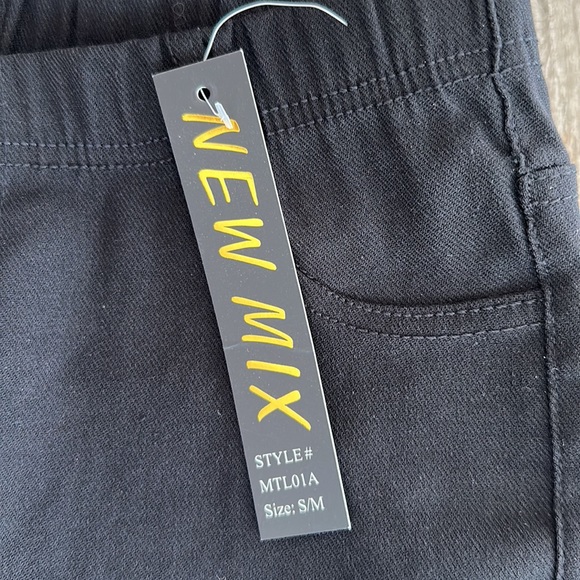 NEW MIX
STYLE#
MTL01A
Size: S/M